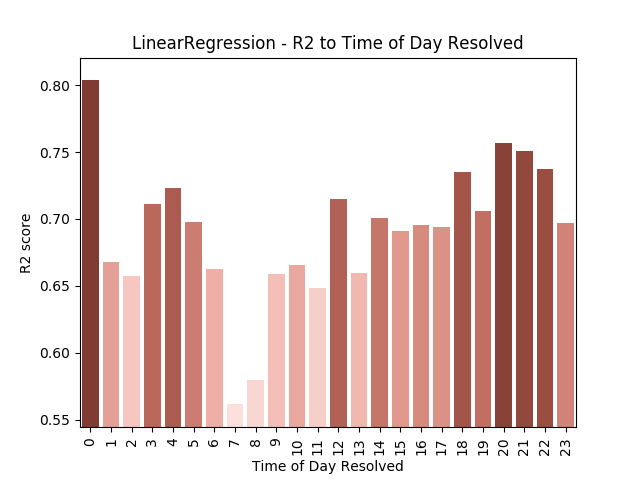 LinearRegression - R2 to Time of Day Resolved
0.80
0.75
0.70
0.65
0.60
0.55
R2 score
0 1 2 3 4 5 6 7 8 9 10 11 12 13 14 15 16 17 18 19 20 21 22 23
Time of Day Resolved